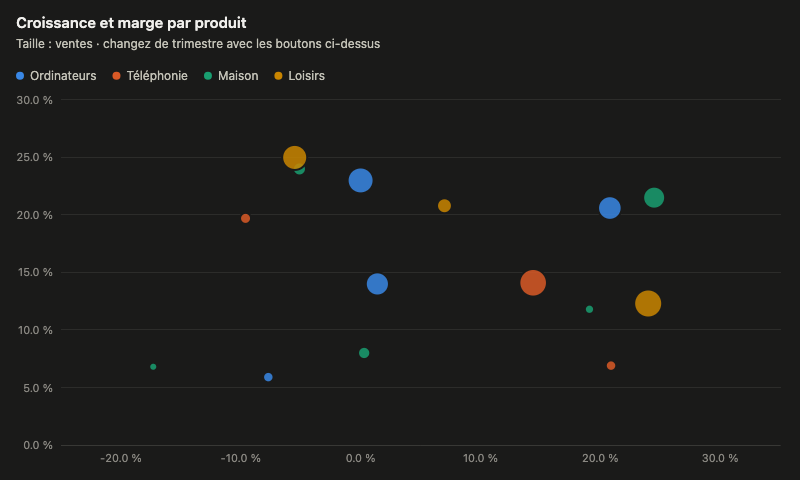 Croissance et marge par produit
Taille : ventes · changez de trimestre avec les boutons ci-dessus
Ordinateurs Téléphonie Maison Loisirs
30.0 %
25.0 %
20.0 %
15.0 %
10.0 %
5.0 %
0.0 %
-20.0 % -10.0 % 0.0 % 10.0 % 20.0 % 30.0 %